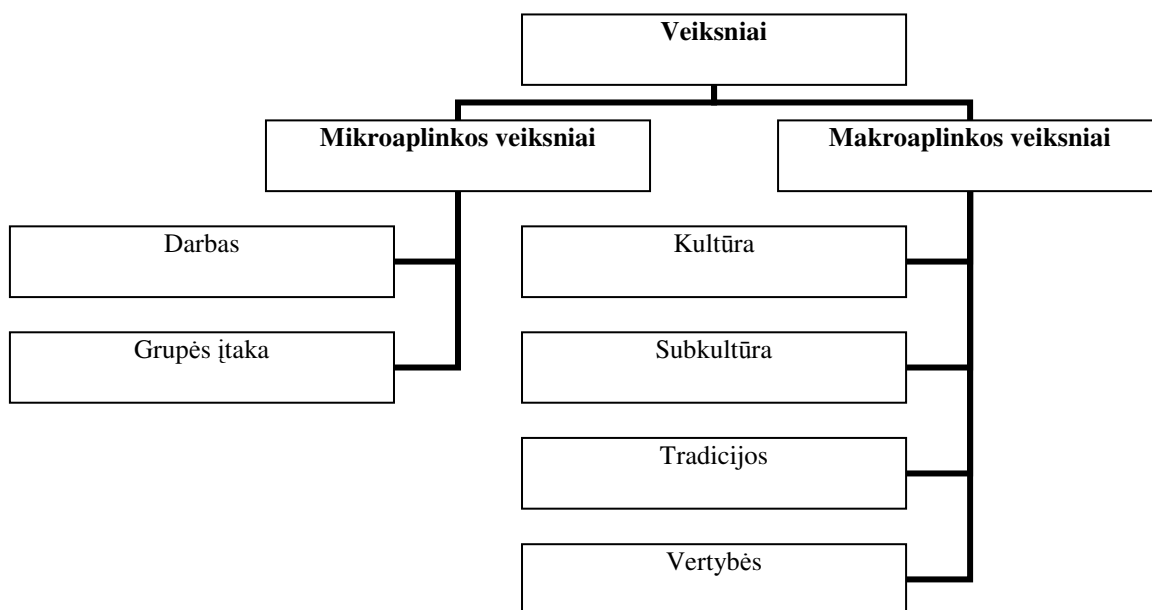 Veiksniai
Mikroaplinkos veiksniai
Makroaplinkos veiksniai
Darbas
Grupės įtaka
Kultūra
Subkultūra
Tradicijos
Vertybės